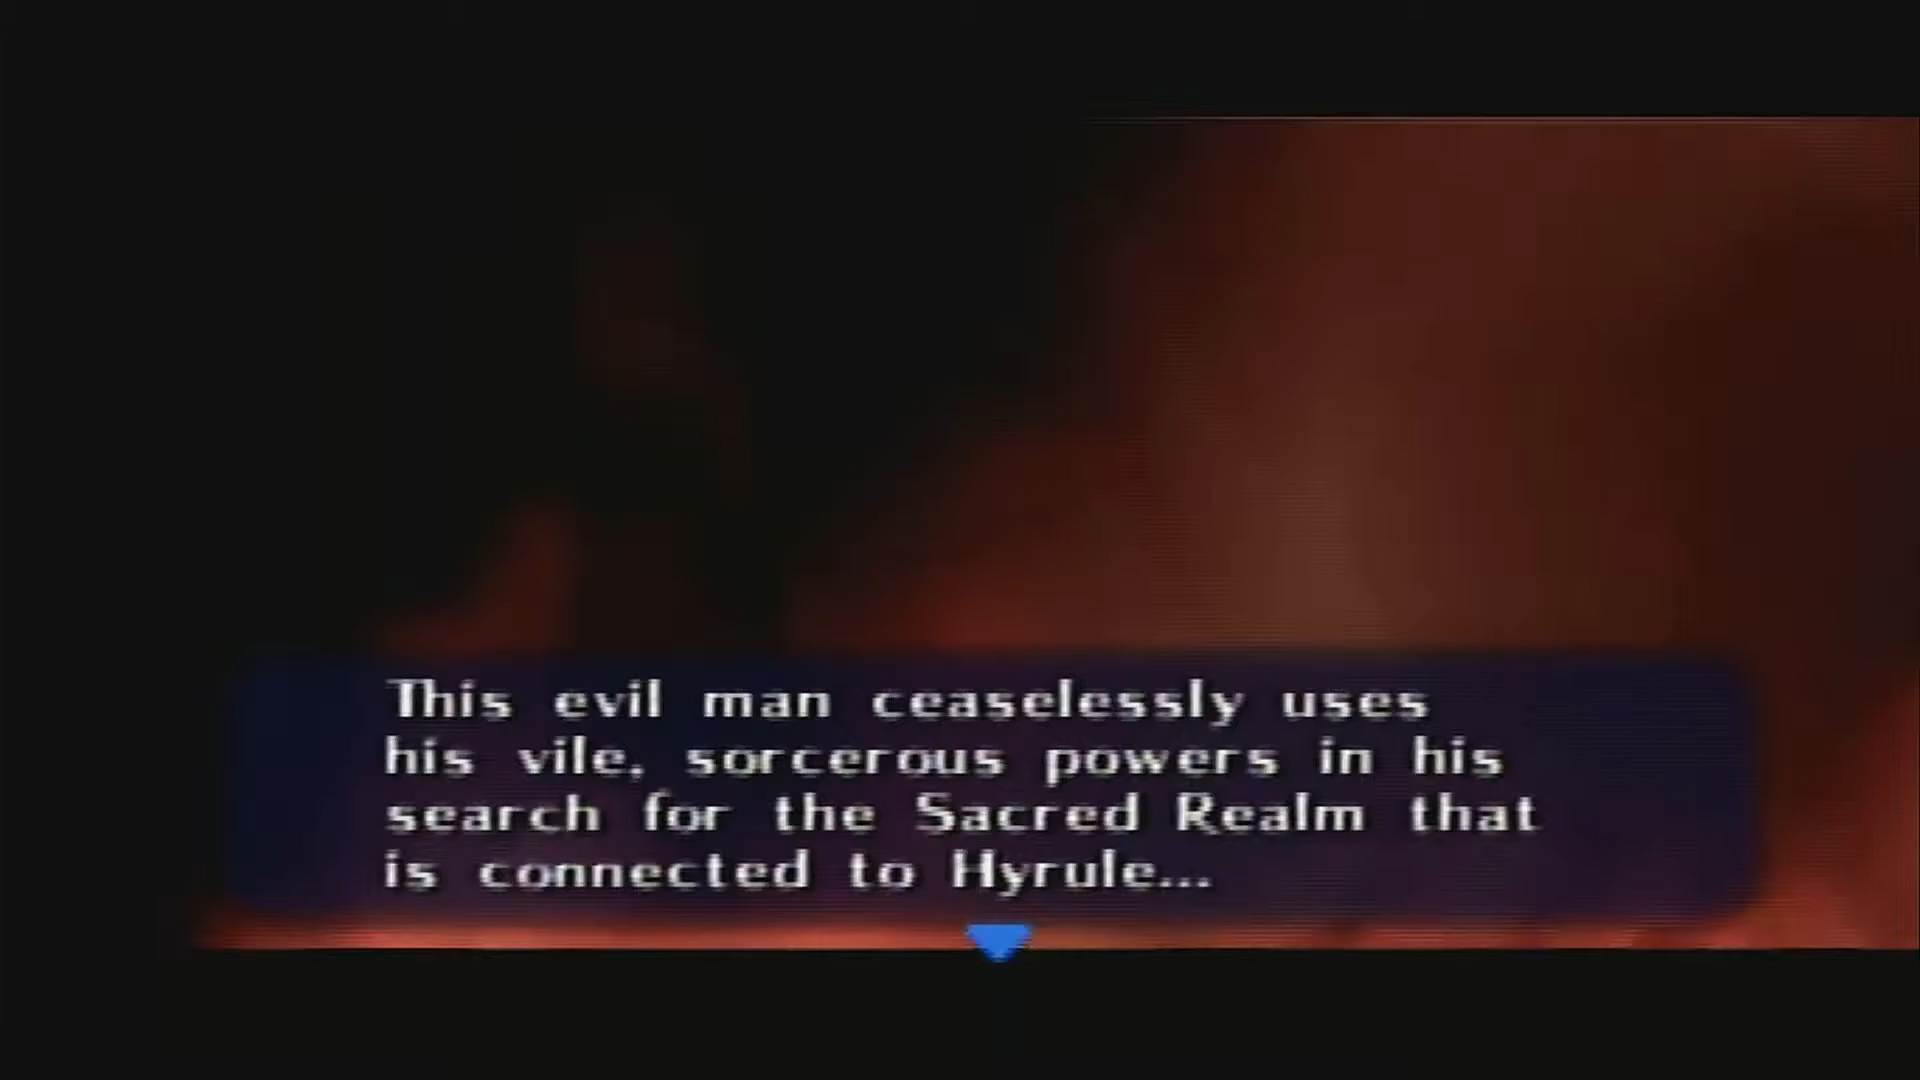 This evil man ceaselessly uses
his vile, sorcerous powers in his
search for the Sacred Realm that
is connected to Hyrule...